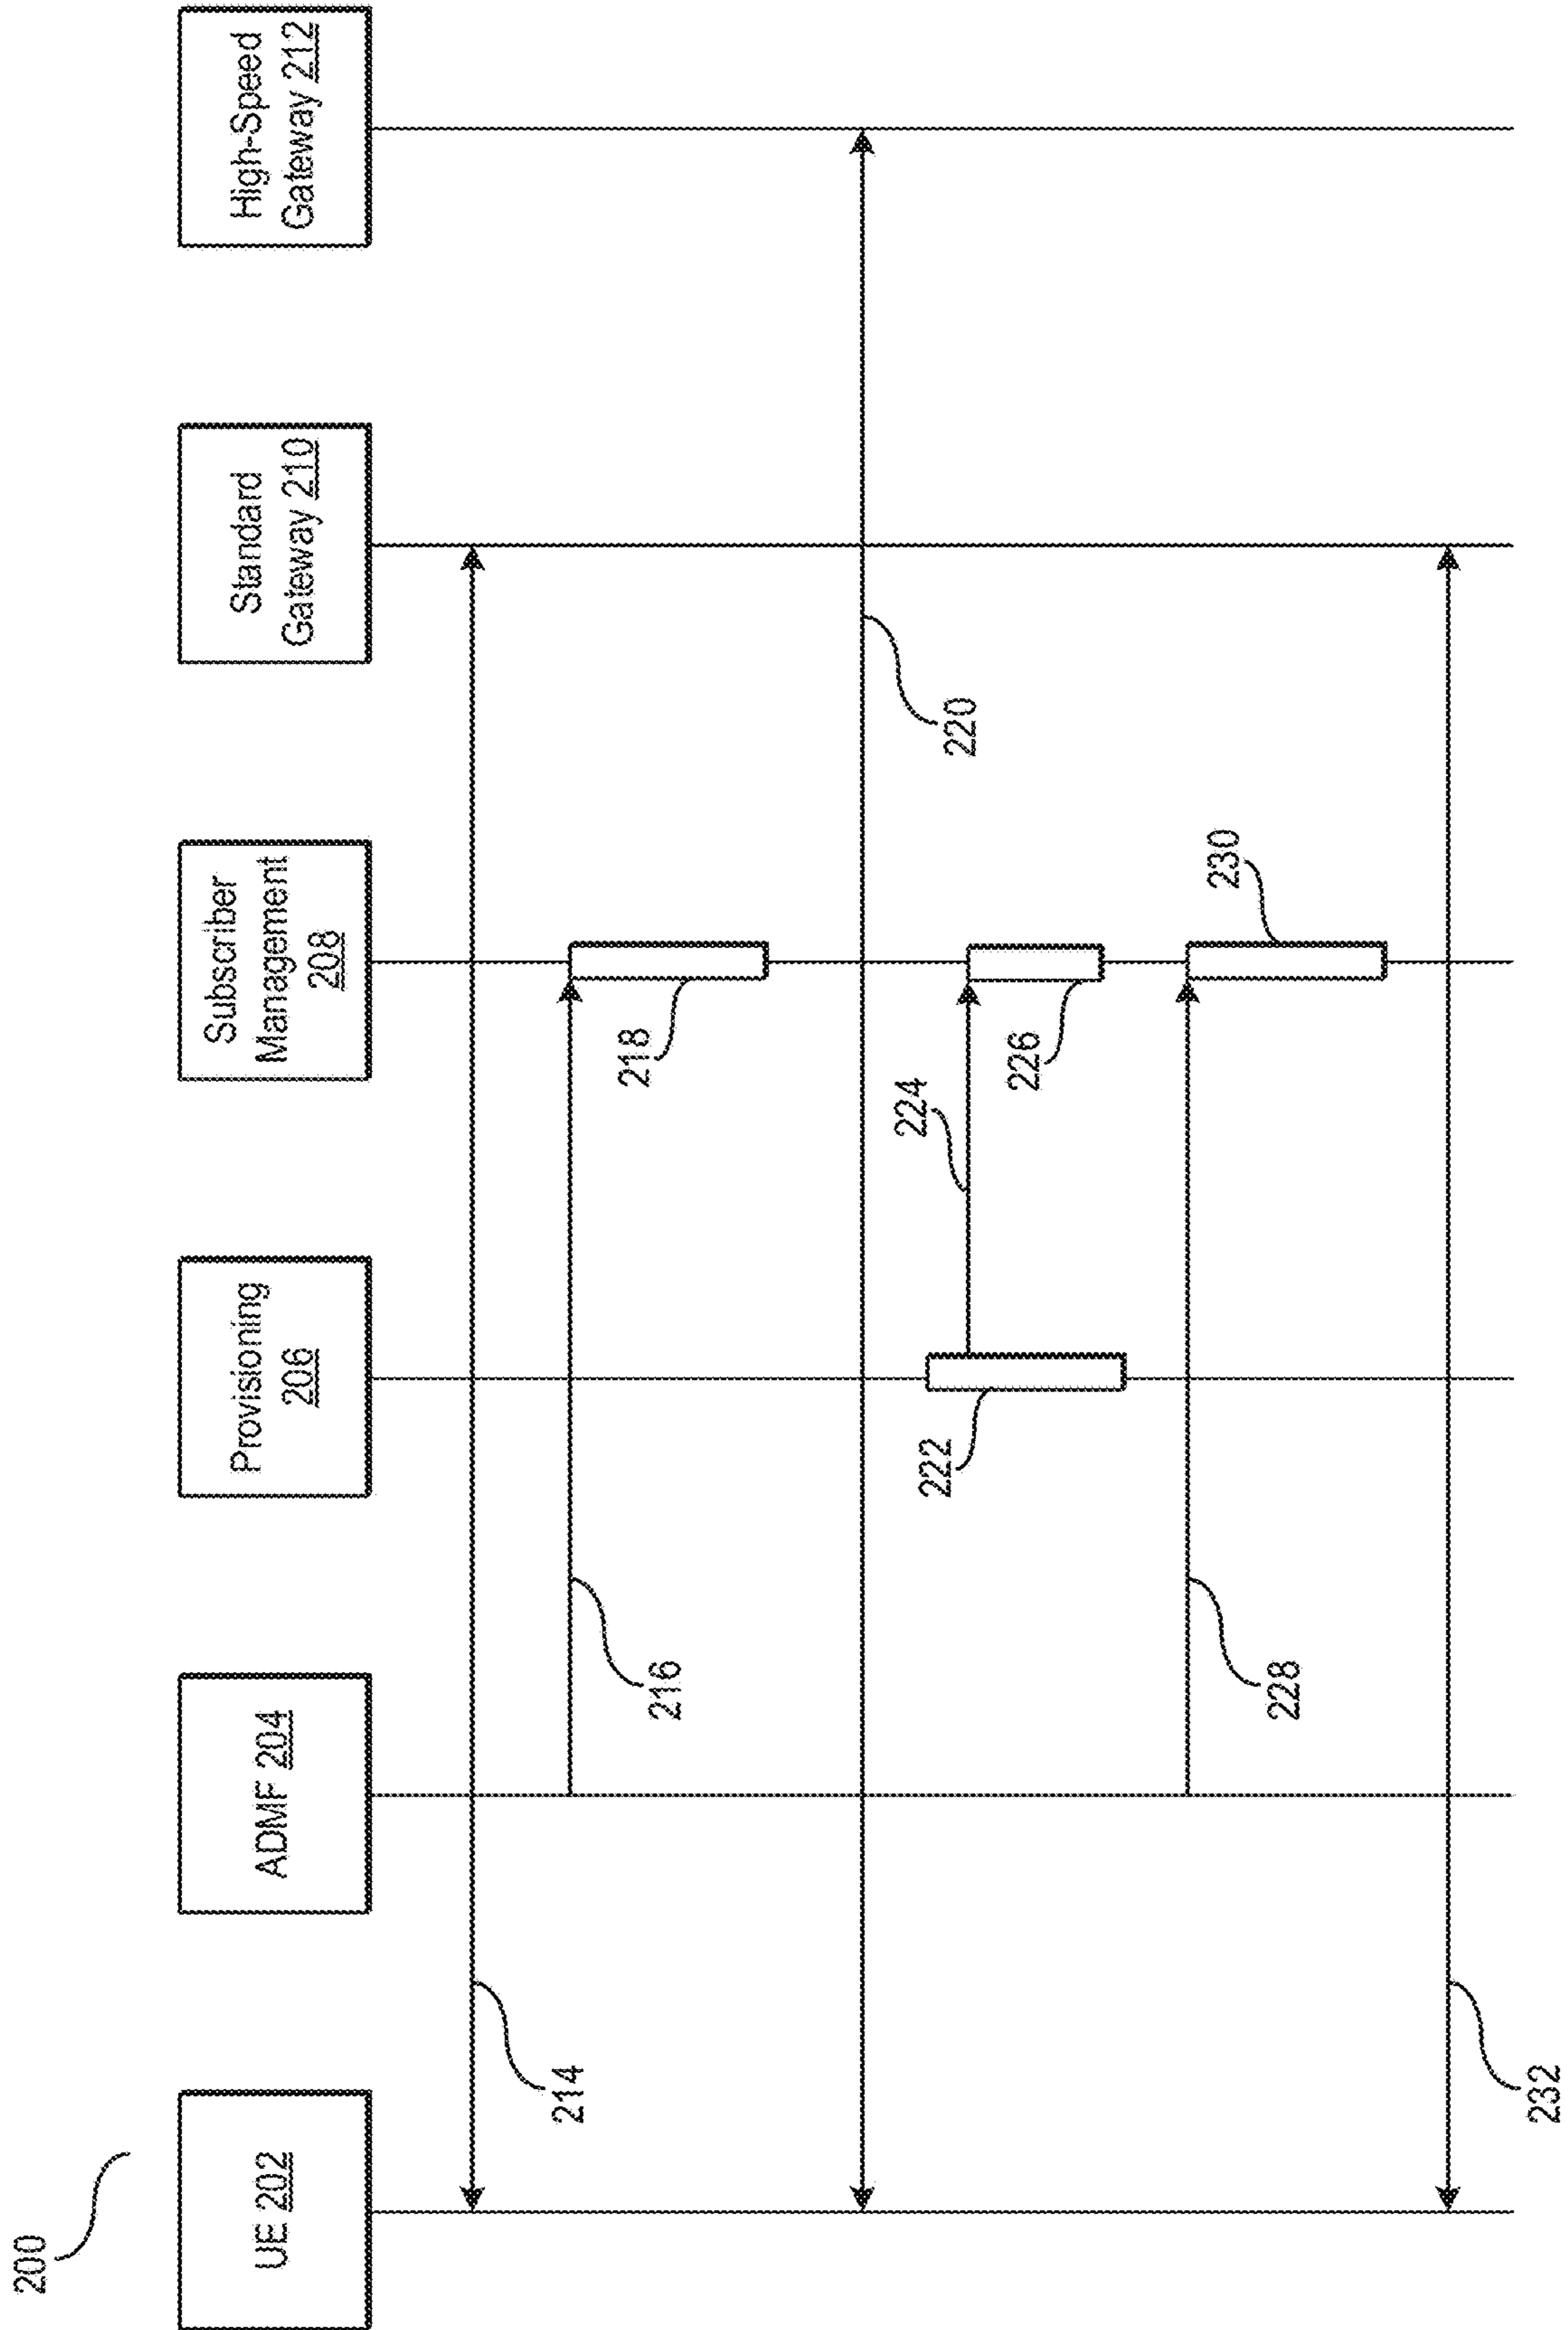 200
UE 202
ADMF 204
Provisioning
206
Subscriber
Management
208
Standard
Gateway 210
High-Speed
Gateway 212
214
216
218
220
222
224
226
228
230
232